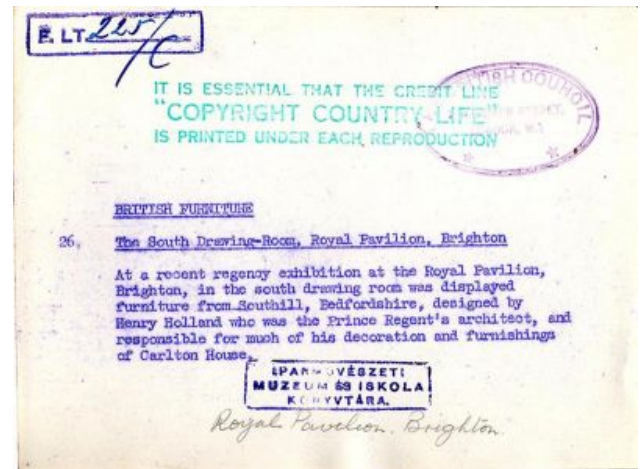 F. LT. 225/C
IT IS ESSENTIAL THAT THE CREDIT LINE
"COPYRIGHT COUNTRY LIFE"
IS PRINTED UNDER EACH REPRODUCTION
BRITISH COUNCIL
W.1
BRITISH FURNITURE
26. The South Drawing-Room, Royal Pavilion, Brighton
At a recent regency exhibition at the Royal Pavilion,
Brighton, in the south drawing room was displayed
furniture from Southill, Bedfordshire, designed by
Henry Holland who was the Prince Regent's architect, and
responsible for much of his decoration and furnishings
of Carlton House.
IPARMŰVÉSZETI
MUZEUM ÉS ISKOLA
KÖNYVTÁRA.
Royal Pavilion. Brighton.